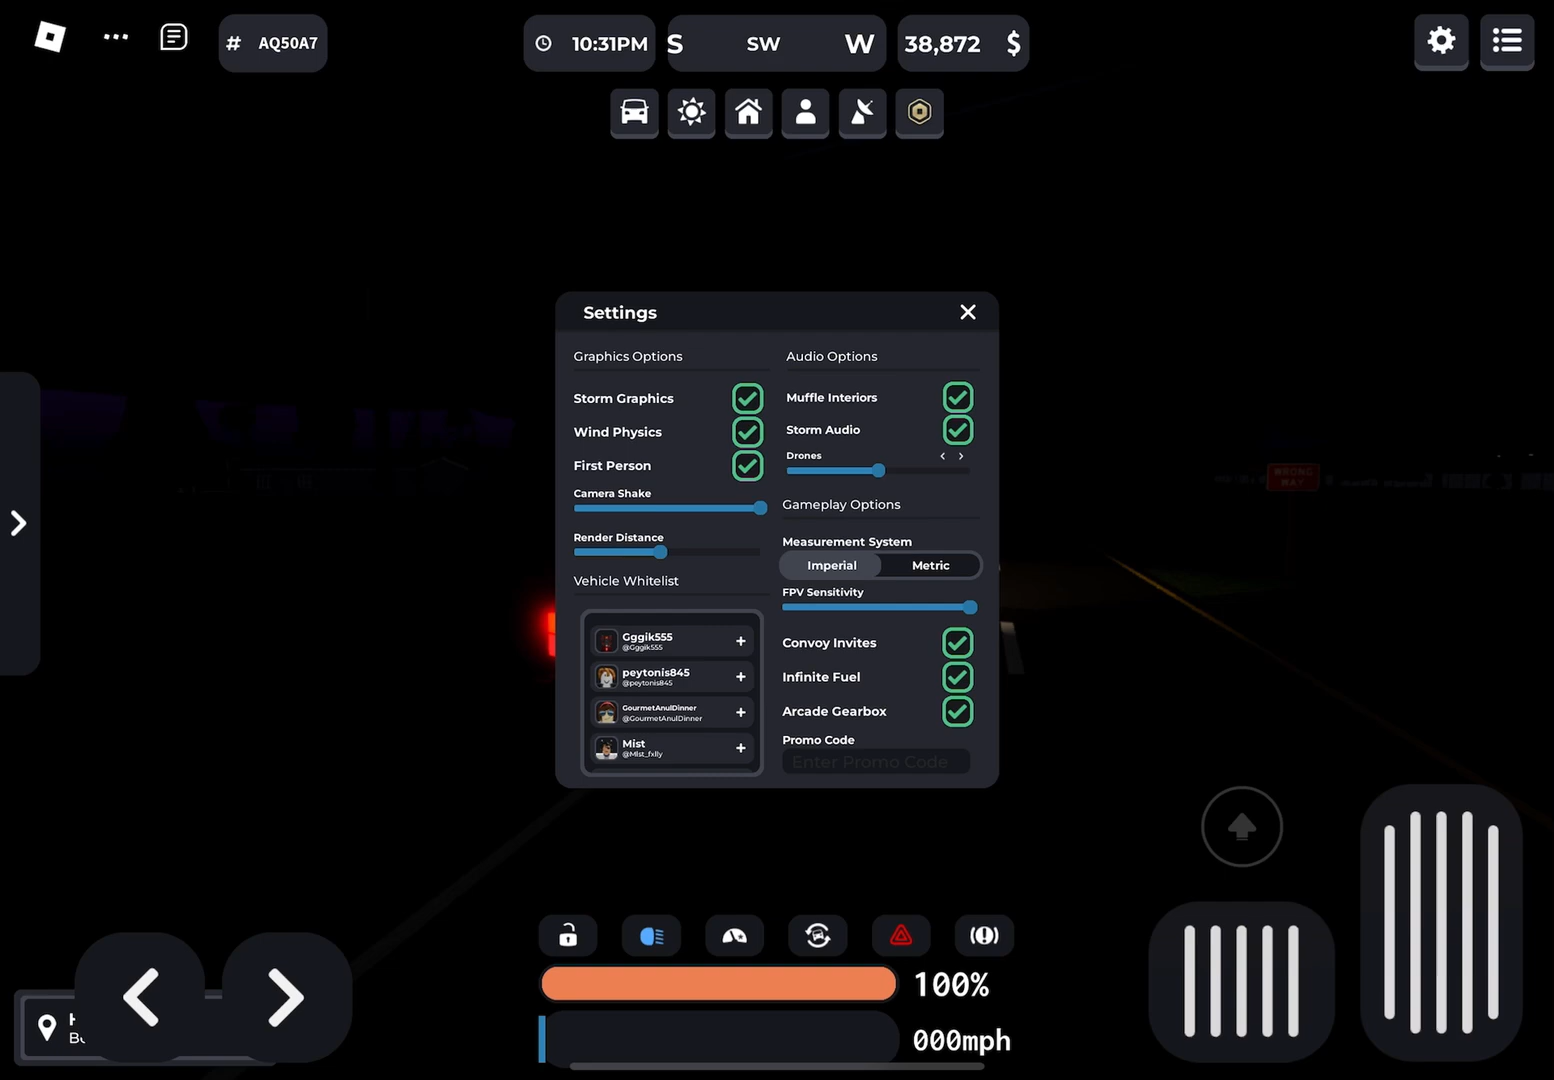 # AQ50A7
10:31PM
S SW W
38,872 $
Settings
Graphics Options
Storm Graphics
Wind Physics
First Person
Camera Shake
Render Distance
Vehicle Whitelist
Gggik555
@Gggik555
peytonis845
@peytonis845
GourmetAnulDinner
@GourmetAnulDinner
Mist
@Mist_fxlly
Audio Options
Muffle Interiors
Storm Audio
Drones
Gameplay Options
Measurement System
Imperial Metric
FPV Sensitivity
Convoy Invites
Infinite Fuel
Arcade Gearbox
Promo Code
Enter Promo Code
WRONG
WAY
100%
000mph